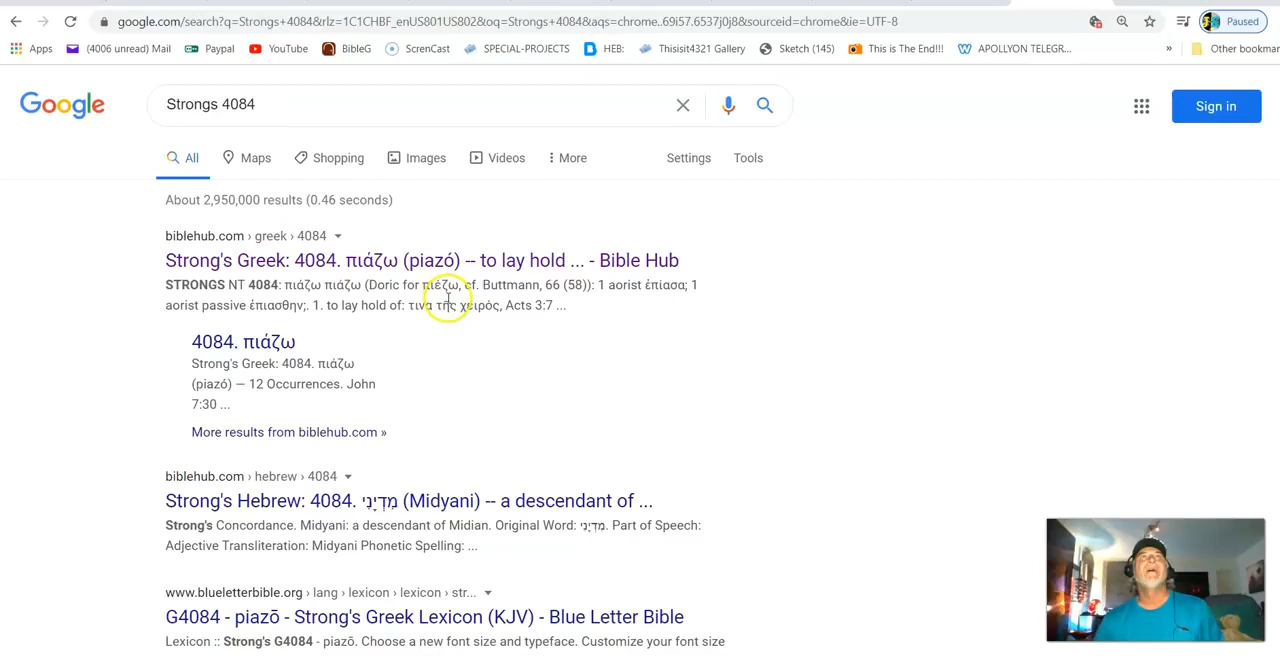 google.com/search?q=Strongs+4084&rlz=1C1CHBF_enUS801US802&oq=Strongs+4084&aqs=chrome..69i57.6537j0j8&sourceid=chrome&ie=UTF-8
Paused
Apps (4006 unread) Mail Paypal YouTube BibleG ScrenCast SPECIAL-PROJECTS HEB: Thisisit4321 Gallery Sketch (145) This is The End!!! APOLLYON TELEGR... » Other bookmar
Google Strongs 4084 Sign in
All Maps Shopping Images Videos More Settings Tools
About 2,950,000 results (0.46 seconds)
biblehub.com › greek › 4084
Strong's Greek: 4084. πιάζω (piazó) -- to lay hold ... - Bible Hub
STRONGS NT 4084: πιάζω πιάζω (Doric for πιέζω, cf. Buttmann, 66 (58)): 1 aorist ἐπίασα; 1
aorist passive ἐπιασθην;. 1. to lay hold of: τινα τῆς χειρός, Acts 3:7 ...
4084. πιάζω
Strong's Greek: 4084. πιάζω
(piazó) — 12 Occurrences. John
7:30 ...
More results from biblehub.com »
biblehub.com › hebrew › 4084
Strong's Hebrew: 4084. מִדְיָנִי (Midyani) -- a descendant of ...
Strong's Concordance. Midyani: a descendant of Midian. Original Word: מִדְיָנִי. Part of Speech:
Adjective Transliteration: Midyani Phonetic Spelling: ...
www.blueletterbible.org › lang › lexicon › lexicon › str...
G4084 - piazō - Strong's Greek Lexicon (KJV) - Blue Letter Bible
Lexicon :: Strong's G4084 - piazō. Choose a new font size and typeface. Customize your font size